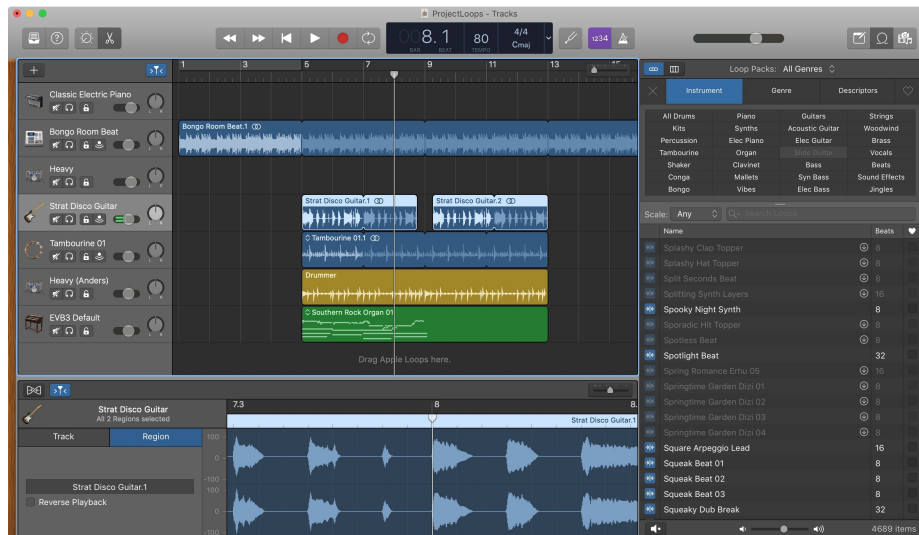 ProjectLoops - Tracks
008.1
BAR BEAT
80
TEMPO
4/4
Cmaj
1234
1 3 5 7 9 11 13 15
Classic Electric Piano
Bongo Room Beat
Heavy
Strat Disco Guitar
Tambourine 01
Heavy (Anders)
EVB3 Default
Bongo Room Beat.1
Strat Disco Guitar.1
Strat Disco Guitar.2
Tambourine 01.1
Drummer
Southern Rock Organ 01
Drag Apple Loops here.
Strat Disco Guitar
All 2 Regions selected
Track Region
Strat Disco Guitar.1
Reverse Playback
7.3 8 8.
Strat Disco Guitar.1
100
0
-100
100
0
-100
Loop Packs: All Genres
Instrument Genre Descriptors
All Drums Piano Guitars Strings
Kits Synths Acoustic Guitar Woodwind
Percussion Elec Piano Elec Guitar Brass
Tambourine Organ Slide Guitar Vocals
Shaker Clavinet Bass Beats
Conga Mallets Syn Bass Sound Effects
Bongo Vibes Elec Bass Jingles
Scale: Any Search Loops
Name Beats
Splashy Clap Topper 8
Splashy Hat Topper 8
Split Seconds Beat 8
Splitting Synth Layers 16
Spooky Night Synth 8
Sporadic Hit Topper 8
Spotless Beat 8
Spotlight Beat 32
Spring Romance Erhu 05 16
Springtime Garden Dizi 01 8
Springtime Garden Dizi 02 8
Springtime Garden Dizi 03 8
Springtime Garden Dizi 04 8
Square Arpeggio Lead 16
Squeak Beat 01 8
Squeak Beat 02 8
Squeak Beat 03 8
Squeaky Dub Break 32
4689 items